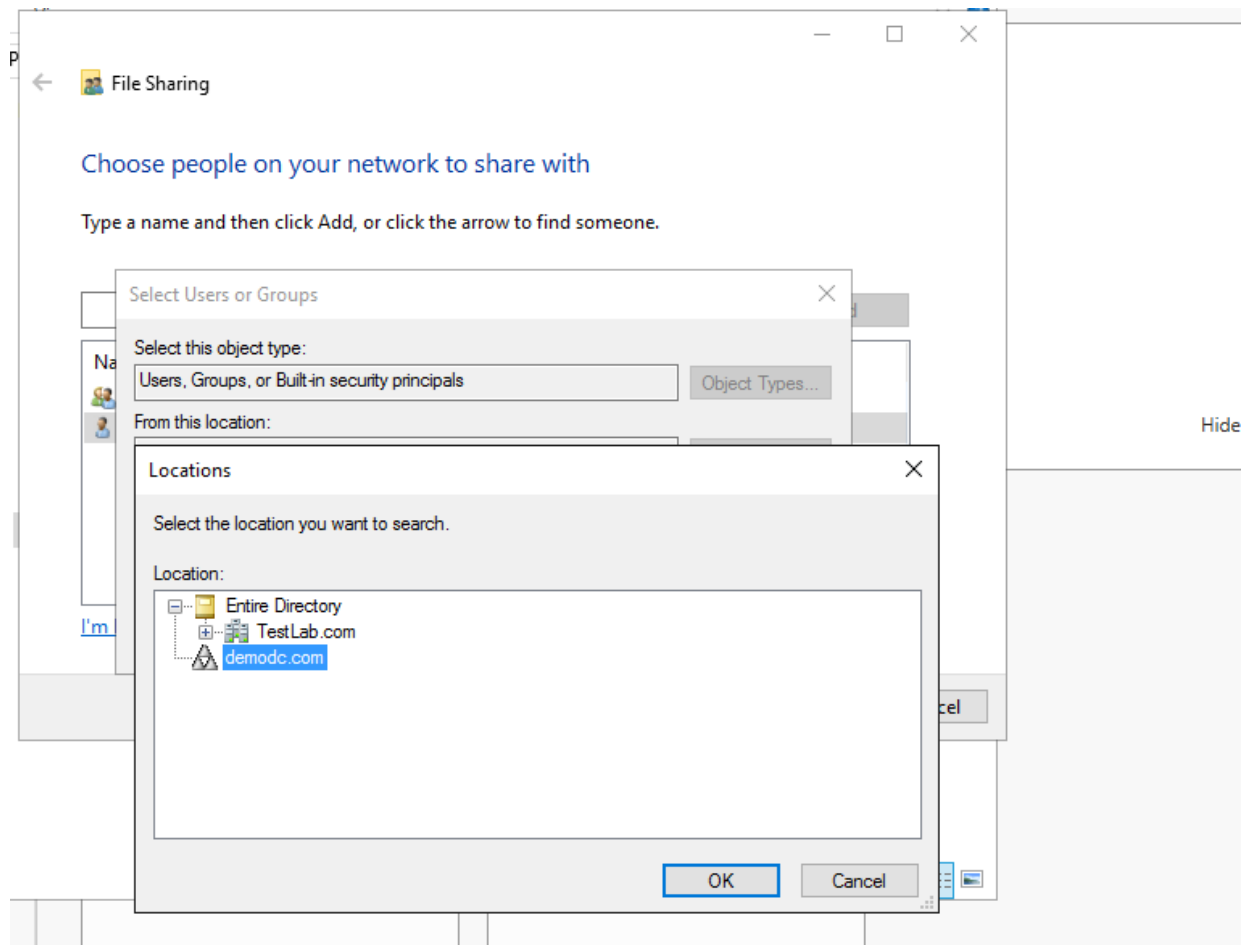 File Sharing
Choose people on your network to share with
Type a name and then click Add, or click the arrow to find someone.
Select Users or Groups
Select this object type:
Na
Users, Groups, or Built-in security principals
Object Types...
From this location:
Hide
Locations
Select the location you want to search.
Location:
Entire Directory
I'm
TestLab.com
demodc.com
cel
OK
Cancel